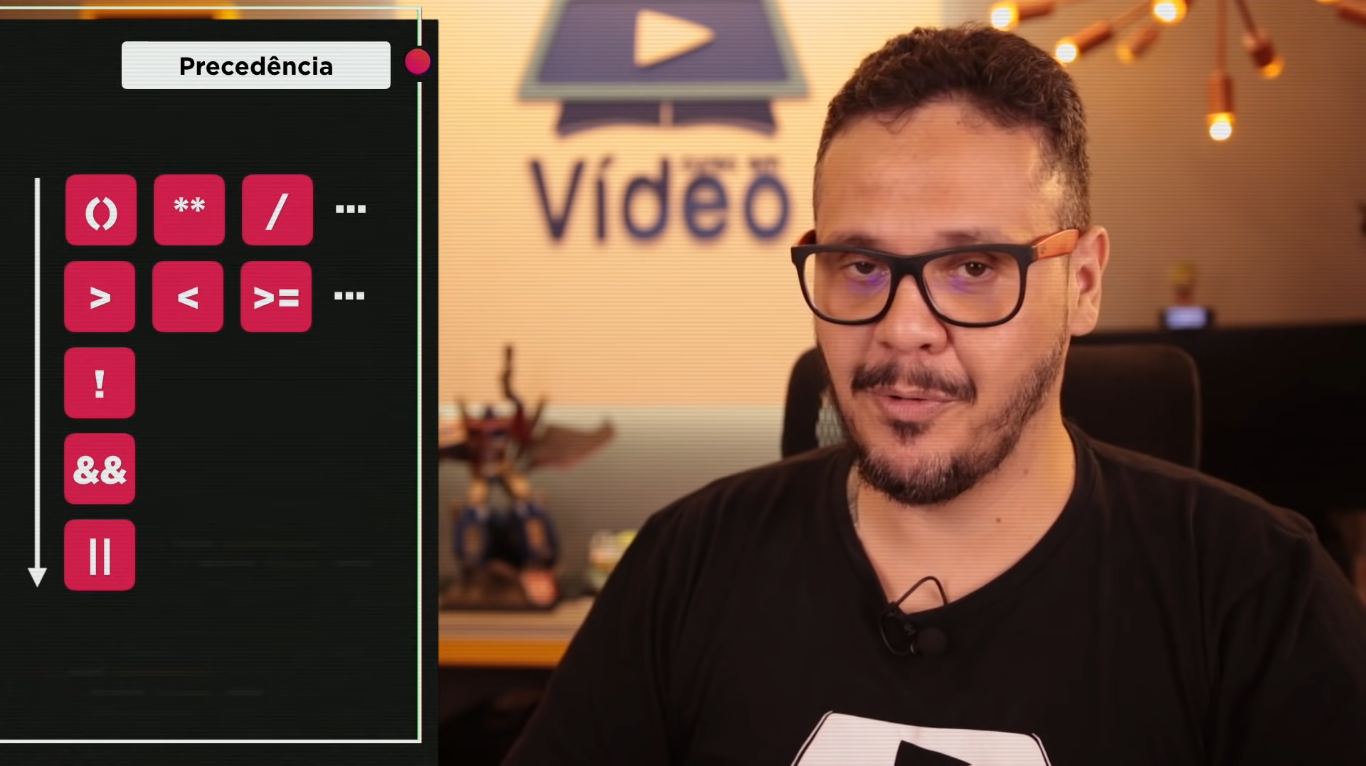 Precedência
() ** / ...
> < >= ...
!
&&
||
Vídeo